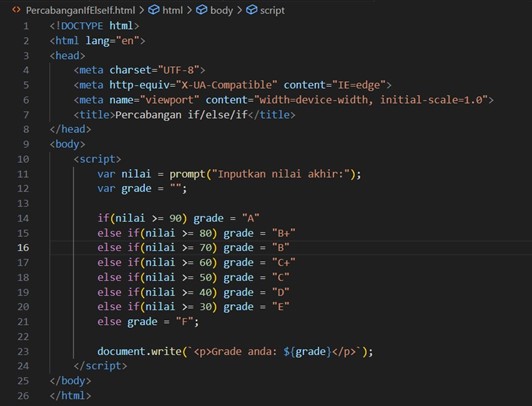 PercabanganIfElseIf.html > html > body > script
1 <!DOCTYPE html>
2 <html lang="en">
3 <head>
4     <meta charset="UTF-8">
5     <meta http-equiv="X-UA-Compatible" content="IE=edge">
6     <meta name="viewport" content="width=device-width, initial-scale=1.0">
7     <title>Percabangan if/else/if</title>
8 </head>
9 <body>
10     <script>
11         var nilai = prompt("Inputkan nilai akhir:");
12         var grade = "";
13
14         if(nilai >= 90) grade = "A"
15         else if(nilai >= 80) grade = "B+"
16         else if(nilai >= 70) grade = "B"
17         else if(nilai >= 60) grade = "C+"
18         else if(nilai >= 50) grade = "C"
19         else if(nilai >= 40) grade = "D"
20         else if(nilai >= 30) grade = "E"
21         else grade = "F";
22
23         document.write(`<p>Grade anda: ${grade}</p>`);
24     </script>
25 </body>
26 </html>